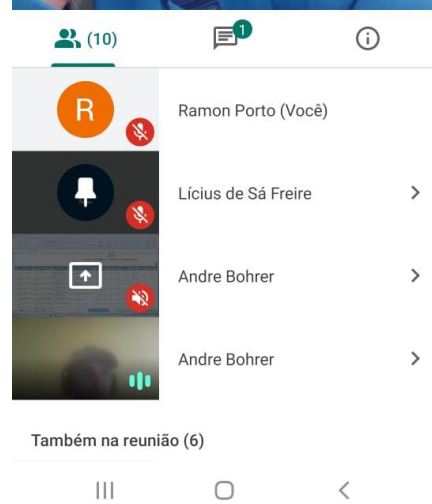 (10)
1
R
Ramon Porto (Você)
Lícius de Sá Freire
Andre Bohrer
Andre Bohrer
Também na reunião (6)